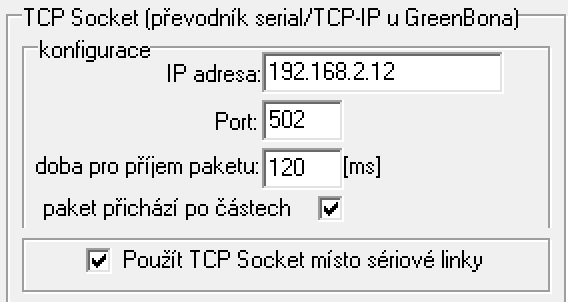 TCP Socket (převodník serial/TCP-IP u GreenBona)
konfigurace
IP adresa: 192.168.2.12
Port: 502
doba pro příjem paketu: 120 [ms]
paket přichází po částech
Použít TCP Socket místo sériové linky